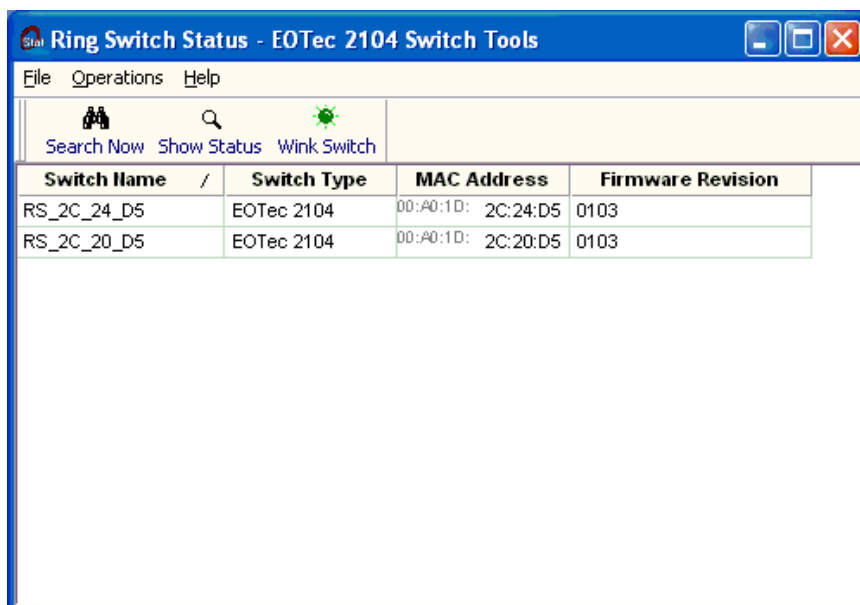 Stat Ring Switch Status - EOTec 2104 Switch Tools
File Operations Help
Search Now Show Status Wink Switch
Switch Name / Switch Type MAC Address Firmware Revision
RS_2C_24_D5 EOTec 2104 00:A0:1D: 2C:24:D5 0103
RS_2C_20_D5 EOTec 2104 00:A0:1D: 2C:20:D5 0103